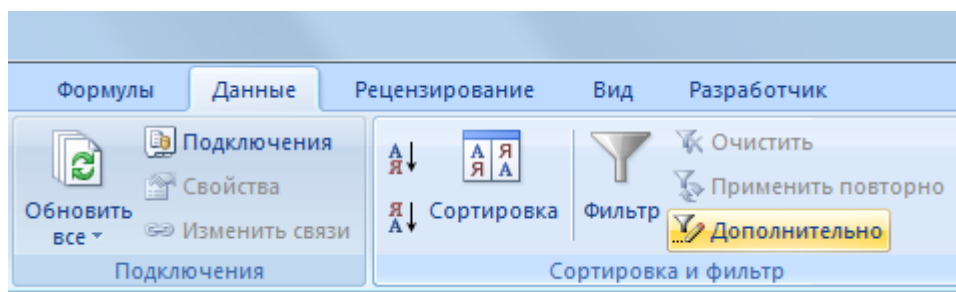 Формулы Данные Рецензирование Вид Разработчик
Подключения
Свойства
Изменить связи
Обновить
все
Подключения
А
Я
Я
А
А Я
Я А
Сортировка
Фильтр
Очистить
Применить повторно
Дополнительно
Сортировка и фильтр